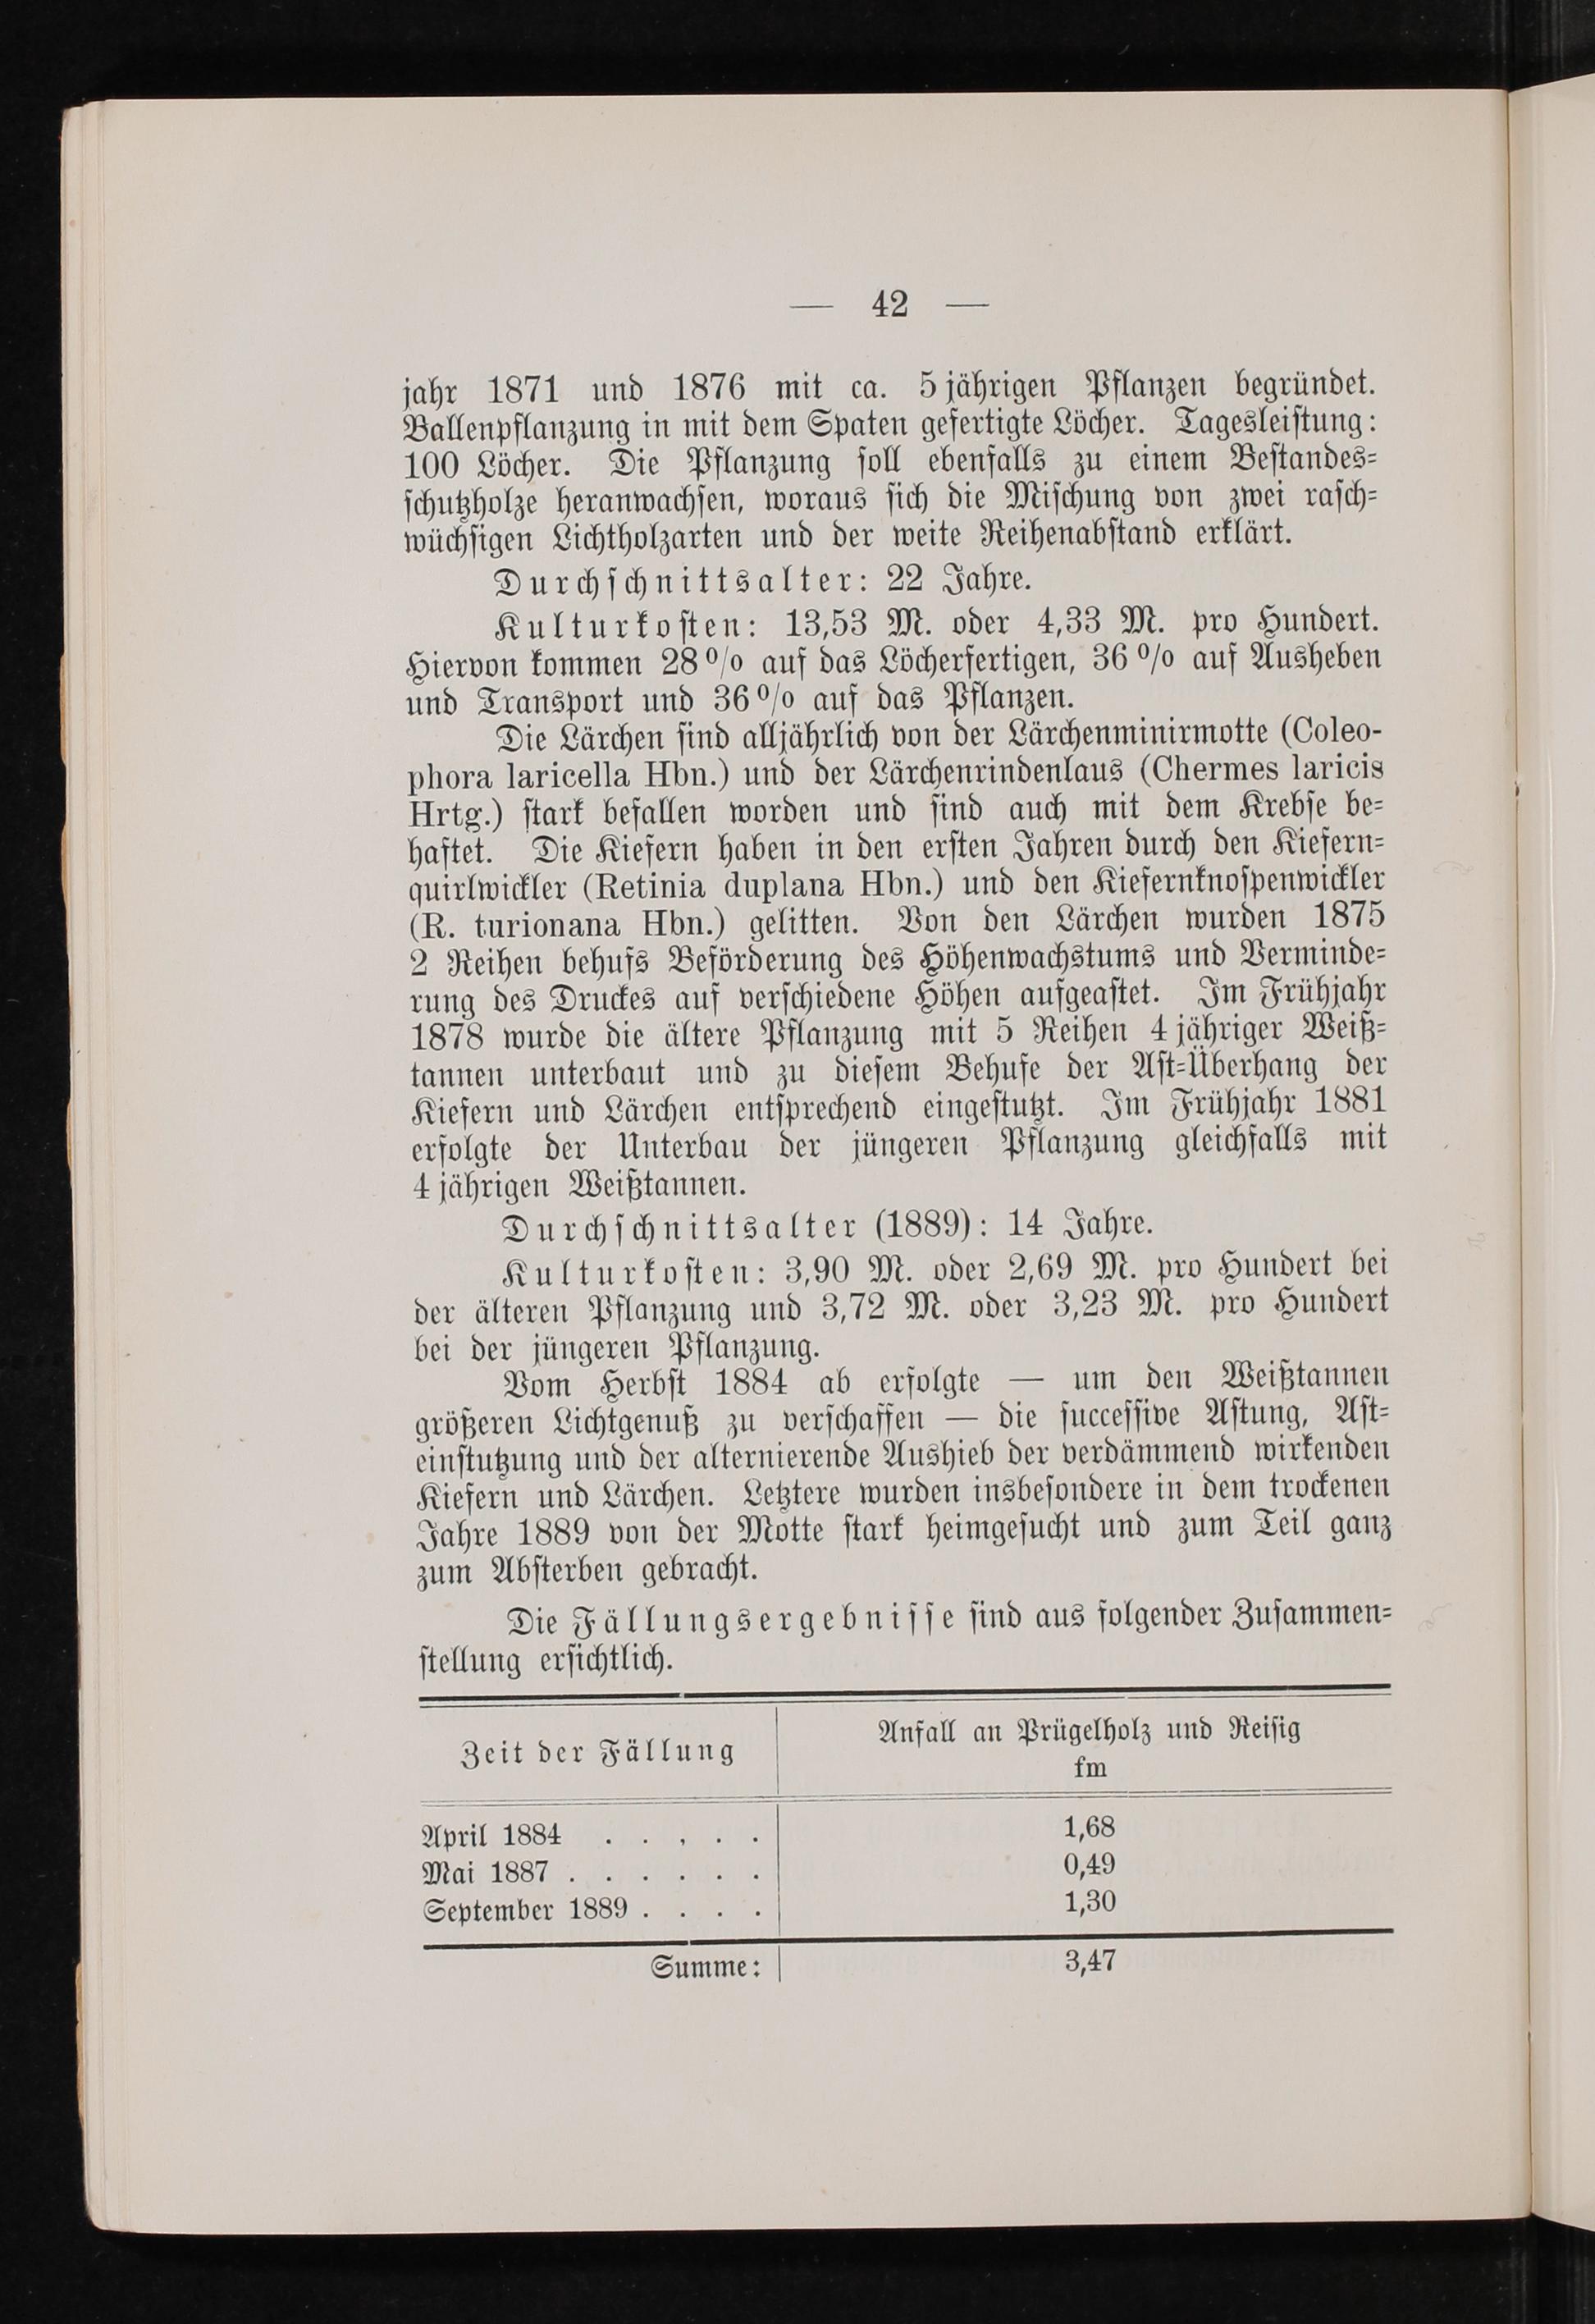 — 42 —
jahr 1871 und 1876 mit ca. 5 jährigen Pflanzen begründet.
Ballenpflanzung in mit dem Spaten gefertigte Löcher. Tagesleiſtung:
100 Löcher. Die Pflanzung ſoll ebenfalls zu einem Beſtandes=
ſchutzholze heranwachſen, woraus ſich die Miſchung von zwei raſch=
wüchſigen Lichtholzarten und der weite Reihenabſtand erklärt.
Durchſchnittsalter: 22 Jahre.
Kulturkoſten: 13,53 M. oder 4,33 M. pro Hundert.
Hiervon kommen 28 % auf das Löcherfertigen, 36 % auf Ausheben
und Transport und 36 % auf das Pflanzen.
Die Lärchen ſind alljährlich von der Lärchenminirmotte (Coleo-
phora laricella Hbn.) und der Lärchenrindenlaus (Chermes laricis
Hrtg.) ſtark befallen worden und ſind auch mit dem Krebſe be=
haftet. Die Kiefern haben in den erſten Jahren durch den Kiefern=
quirlwickler (Retinia duplana Hbn.) und den Kiefernknoſpenwickler
(R. turionana Hbn.) gelitten. Von den Lärchen wurden 1875
2 Reihen behufs Beförderung des Höhenwachstums und Verminde=
rung des Druckes auf verſchiedene Höhen aufgeaſtet. Im Frühjahr
1878 wurde die ältere Pflanzung mit 5 Reihen 4 jähriger Weiß=
tannen unterbaut und zu dieſem Behufe der Aſt=Überhang der
Kiefern und Lärchen entſprechend eingeſtutzt. Im Frühjahr 1881
erfolgte der Unterbau der jüngeren Pflanzung gleichfalls mit
4 jährigen Weißtannen.
Durchſchnittsalter (1889): 14 Jahre.
Kulturkoſten: 3,90 M. oder 2,69 M. pro Hundert bei
der älteren Pflanzung und 3,72 M. oder 3,23 M. pro Hundert
bei der jüngeren Pflanzung.
Vom Herbſt 1884 ab erfolgte — um den Weißtannen
größeren Lichtgenuß zu verſchaffen — die ſucceſſive Aſtung, Aſt=
einſtutzung und der alternierende Aushieb der verdämmend wirkenden
Kiefern und Lärchen. Letztere wurden insbeſondere in dem trockenen
Jahre 1889 von der Motte ſtark heimgeſucht und zum Teil ganz
zum Abſterben gebracht.
Die Fällungsergebniſſe ſind aus folgender Zuſammen=
ſtellung erſichtlich.
Zeit der Fällung
Anfall an Prügelholz und Reiſig
fm
April 1884 . . . . . 1,68
Mai 1887 . . . . . . 0,49
September 1889 . . . . 1,30
Summe: 3,47